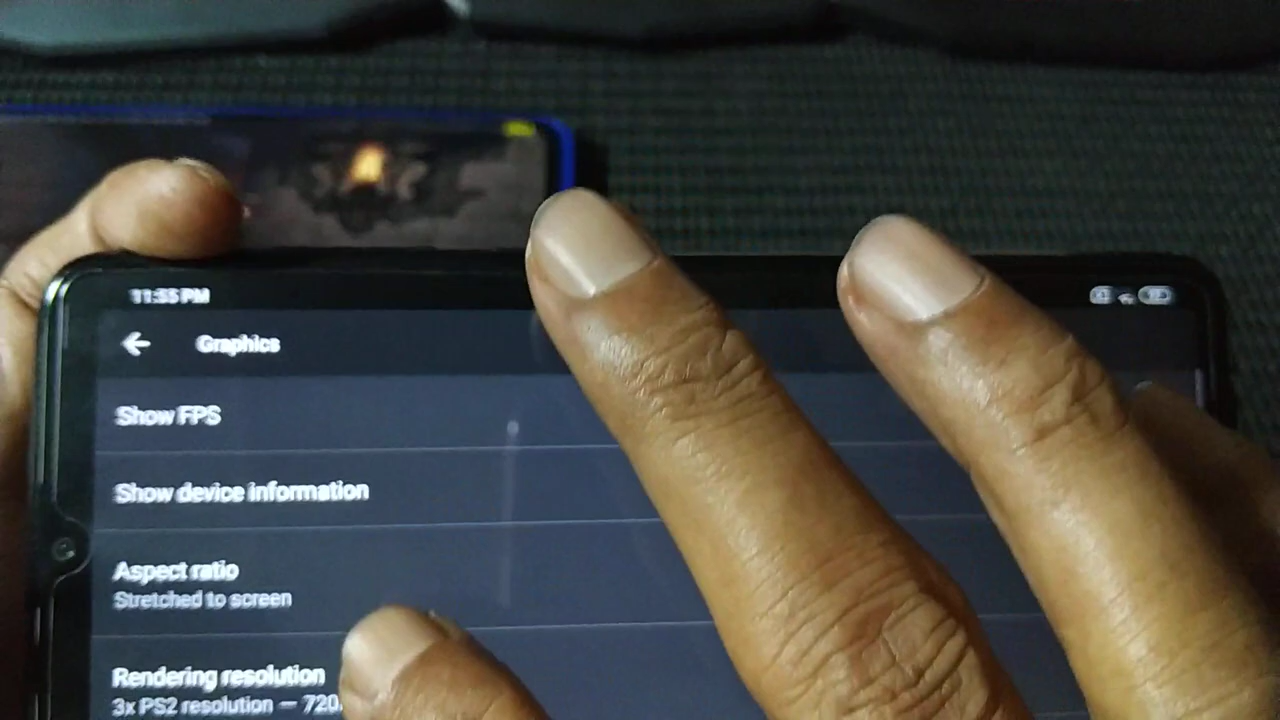 11:55 PM
Graphics
Show FPS
Show device information
Aspect ratio
Stretched to screen
Rendering resolution
3x PS2 resolution — 720